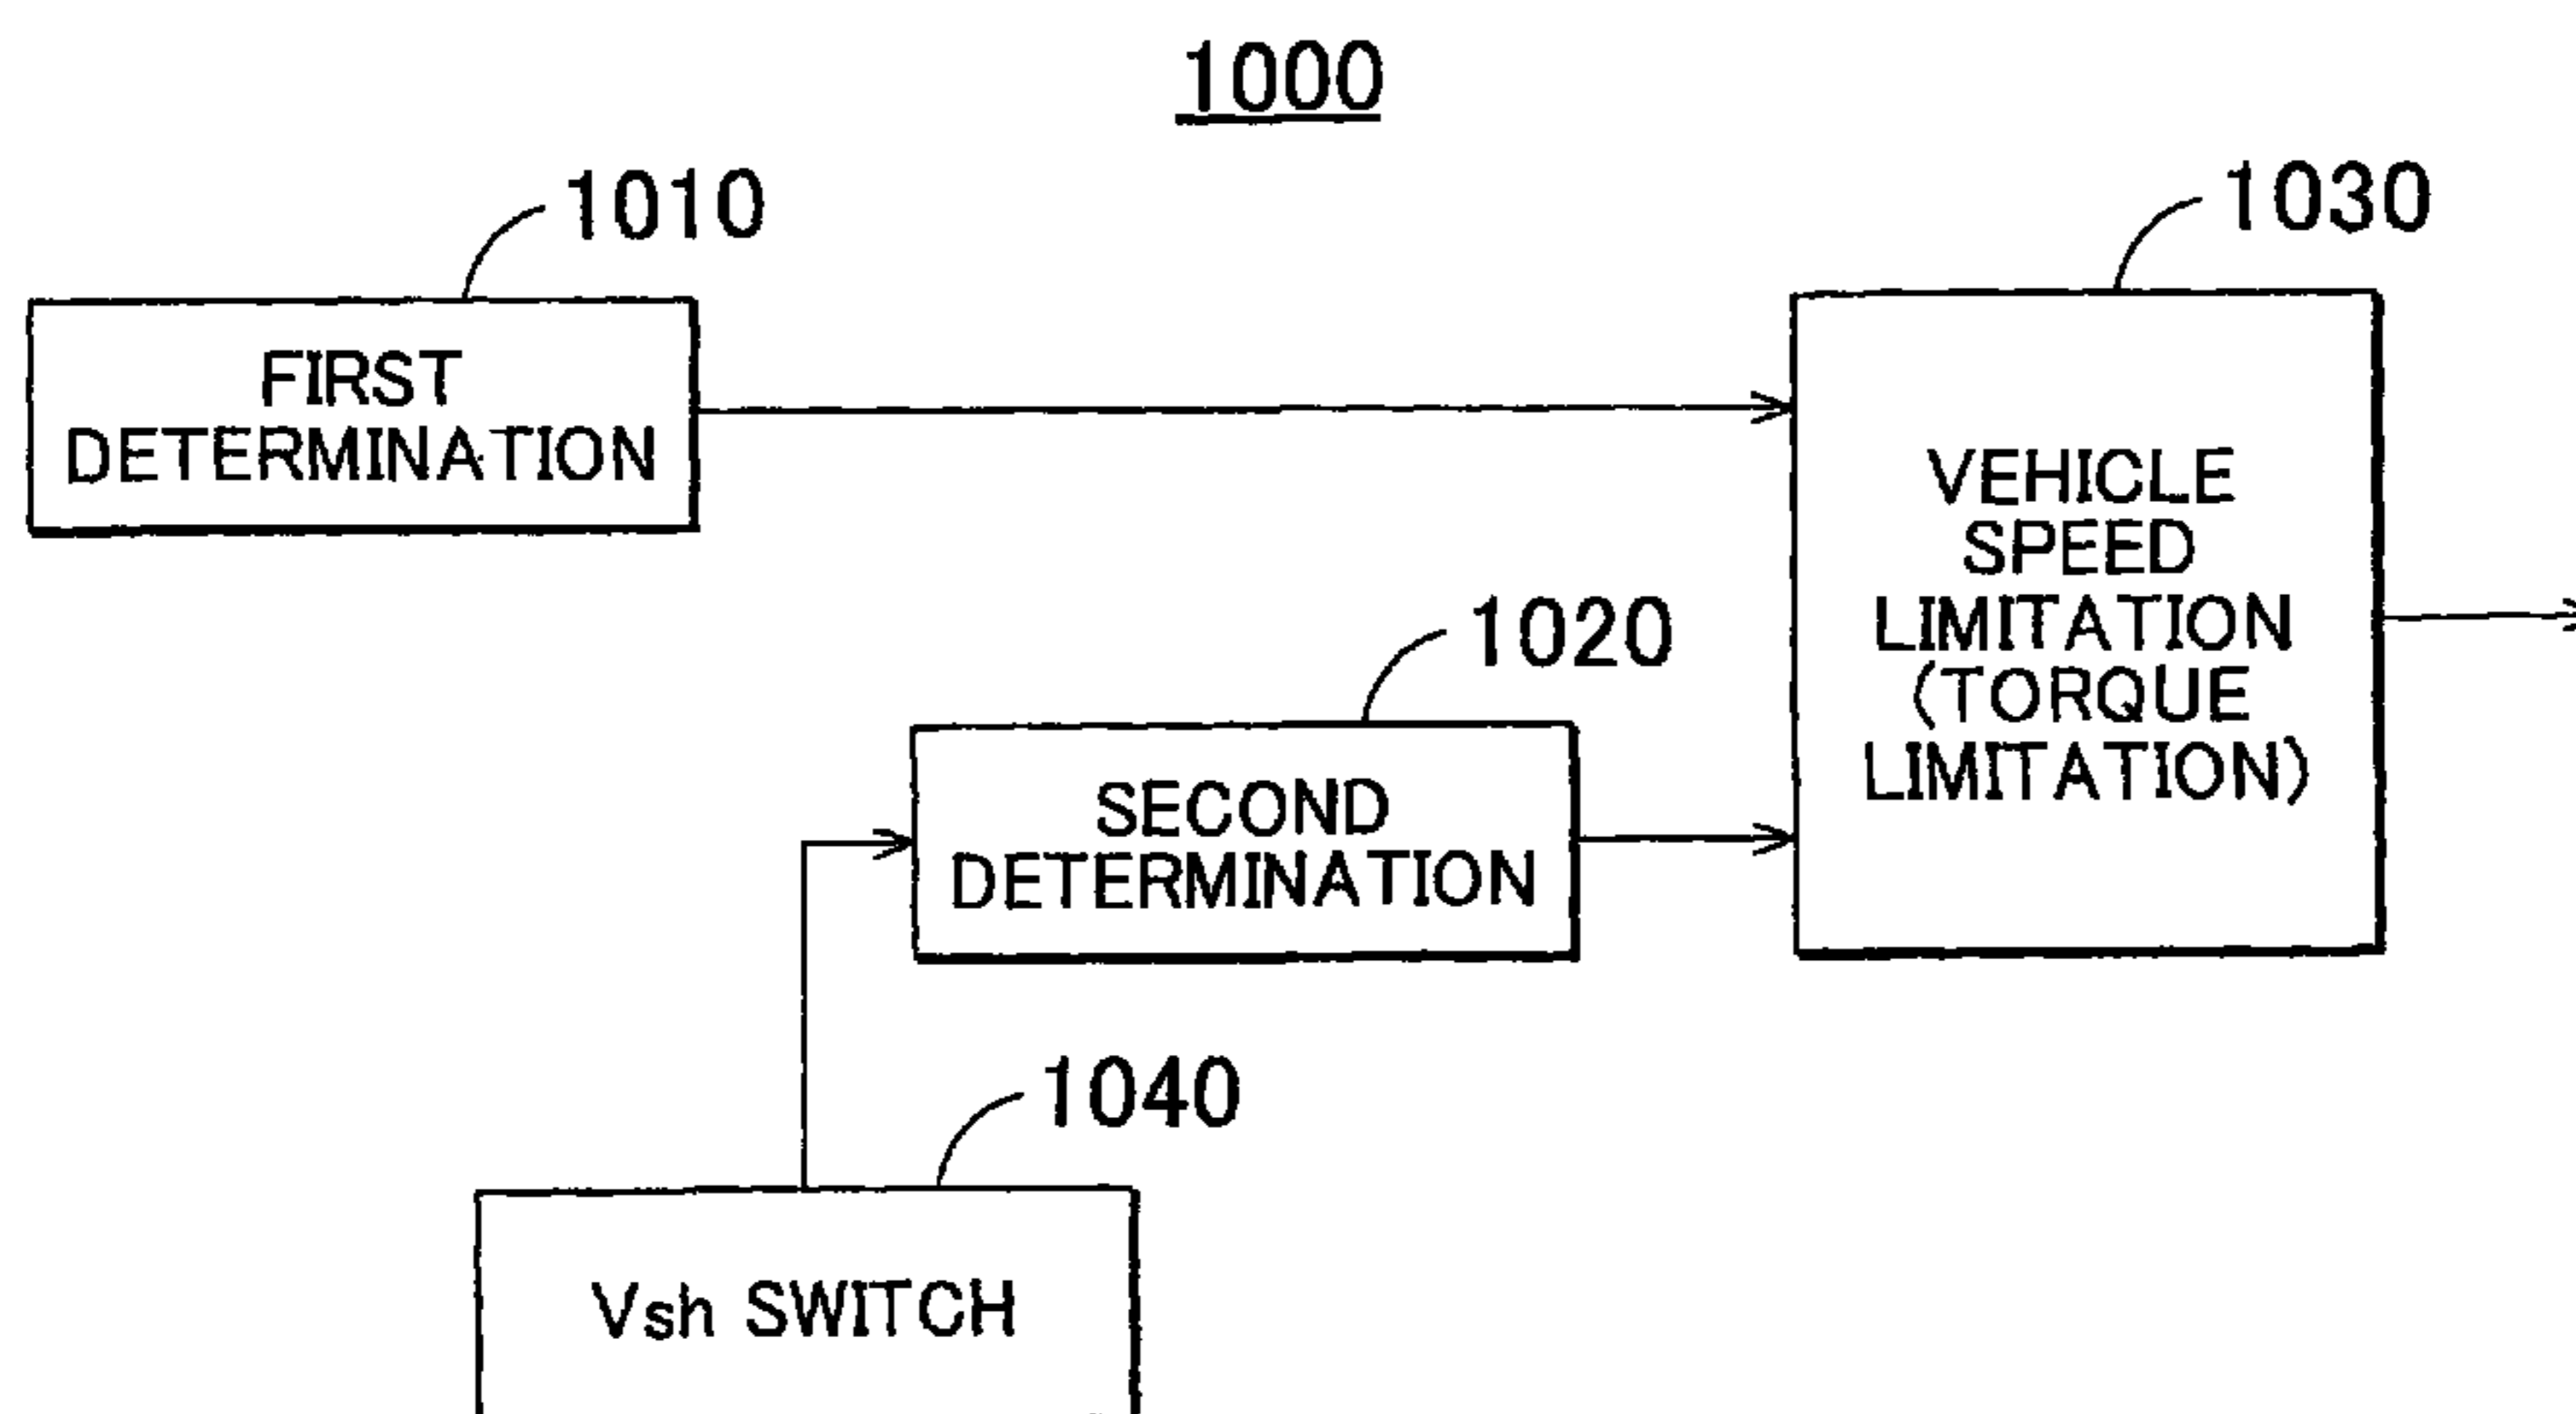 1000
1010
FIRST
DETERMINATION
1030
VEHICLE
SPEED
LIMITATION
(TORQUE
LIMITATION)
1020
SECOND
DETERMINATION
1040
Vsh SWITCH